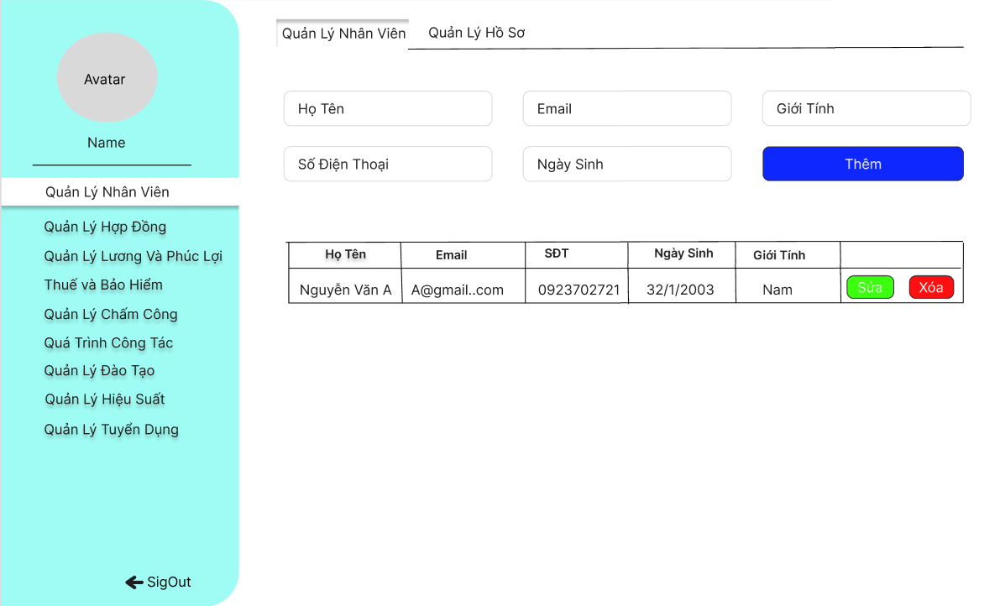 Avatar
Name
Quản Lý Nhân Viên
Quản Lý Hợp Đồng
Quản Lý Lương Và Phúc Lợi
Thuế và Bảo Hiểm
Quản Lý Chấm Công
Quá Trình Công Tác
Quản Lý Đào Tạo
Quản Lý Hiệu Suất
Quản Lý Tuyển Dụng
SigOut
Quản Lý Nhân Viên Quản Lý Hồ Sơ
Họ Tên Email Giới Tính
Số Điện Thoại Ngày Sinh Thêm
Họ Tên Email SĐT Ngày Sinh Giới Tính
Nguyễn Văn A A@gmail..com 0923702721 32/1/2003 Nam Sửa Xóa